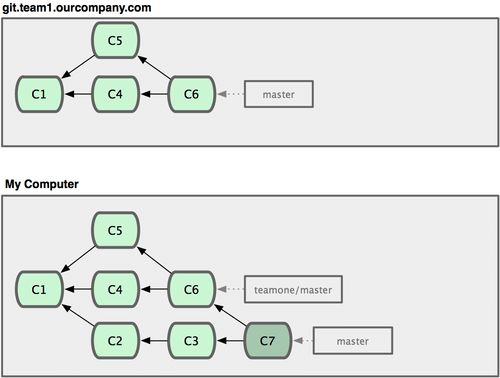 git.team1.ourcompany.com
C5
C1
C4
C6
master
My Computer
C5
C1
C4
C6
teamone/master
C2
C3
C7
master